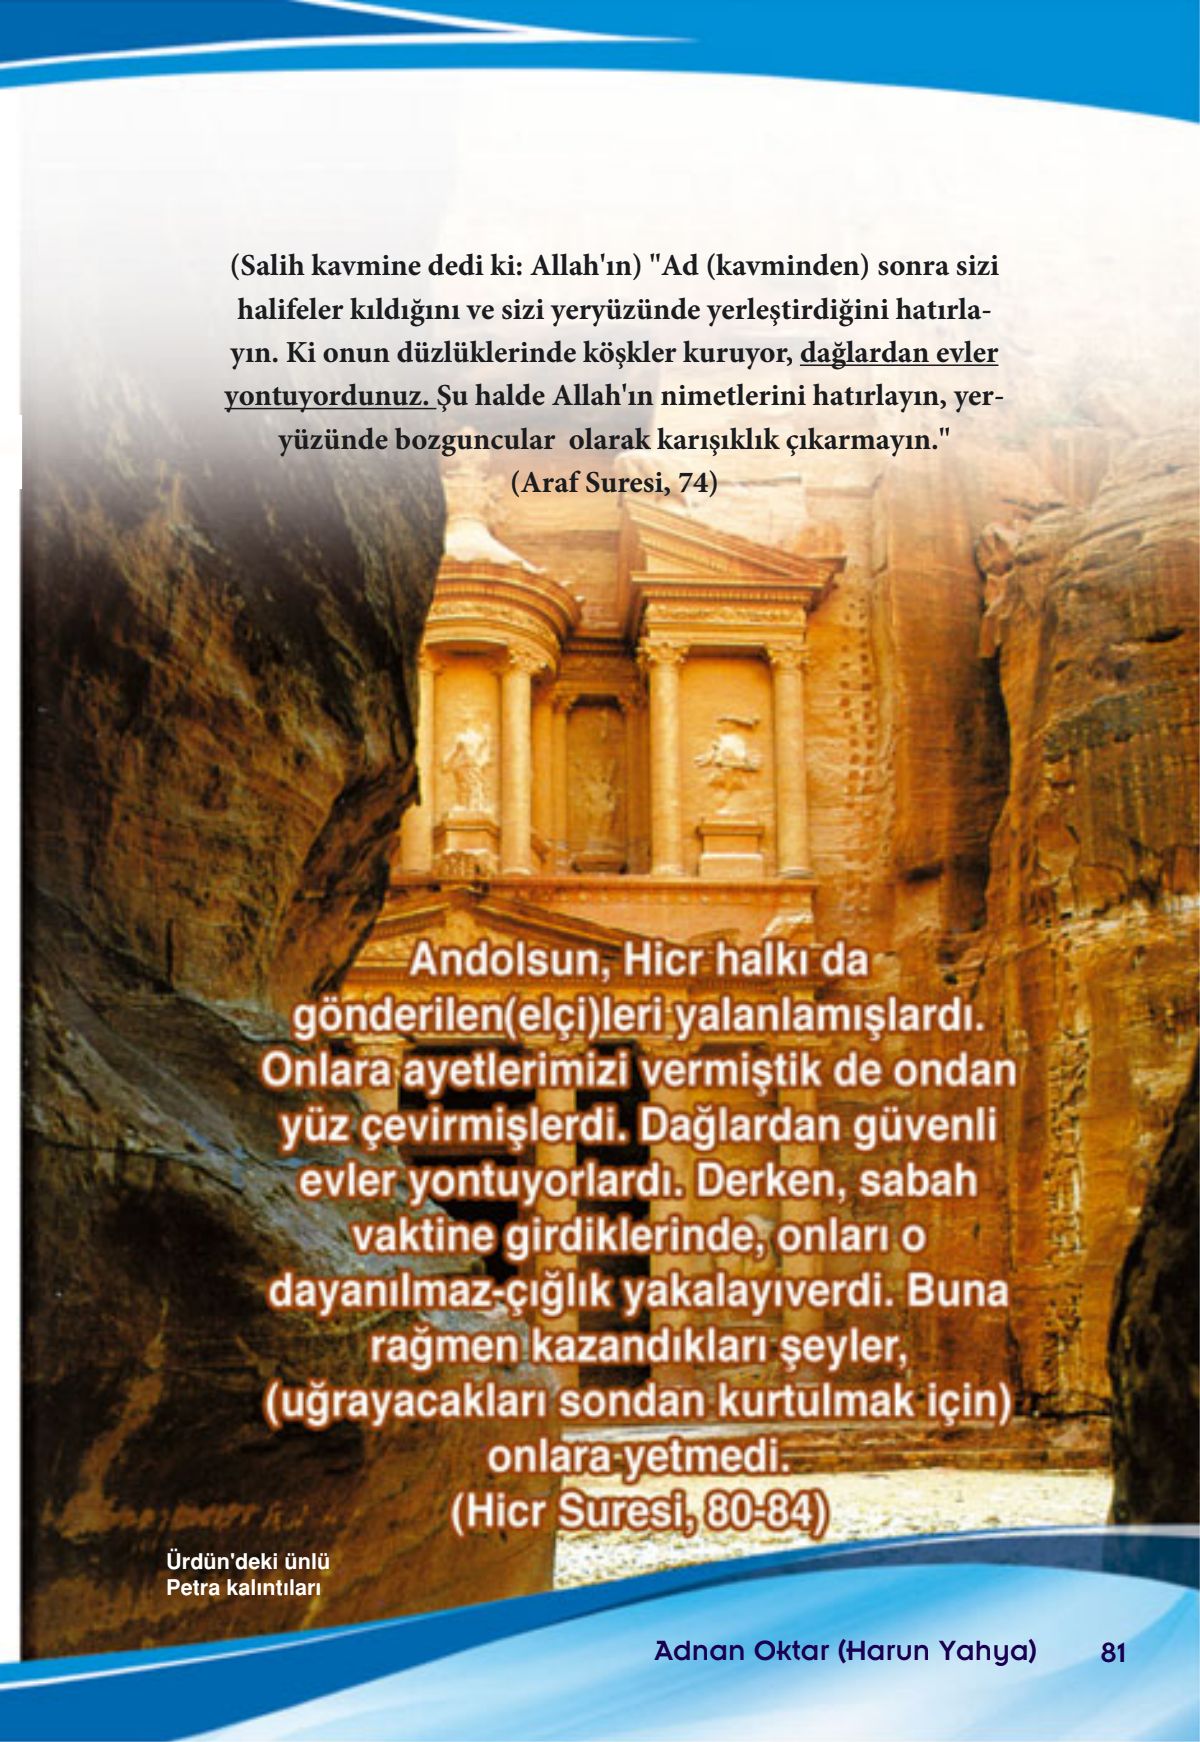 (Salih kavmine dedi ki: Allah'ın) "Ad (kavminden) sonra sizi
halifeler kıldığını ve sizi yeryüzünde yerleştirdiğini hatırla-
yın. Ki onun düzlüklerinde köşkler kuruyor, dağlardan evler
yontuyordunuz. Şu halde Allah'ın nimetlerini hatırlayın, yer-
yüzünde bozguncular  olarak karışıklık çıkarmayın."
(Araf Suresi, 74)
Andolsun, Hicr halkı da
gönderilen(elçi)leri yalanlamışlardı.
Onlara ayetlerimizi vermiştik de ondan
yüz çevirmişlerdi. Dağlardan güvenli
evler yontuyorlardı. Derken, sabah
vaktine girdiklerinde, onları o
dayanılmaz-çığlık yakalayıverdi. Buna
rağmen kazandıkları şeyler,
(uğrayacakları sondan kurtulmak için)
onlara yetmedi.
(Hicr Suresi, 80-84)
Ürdün'deki ünlü
Petra kalıntıları
Adnan Oktar (Harun Yahya) 81